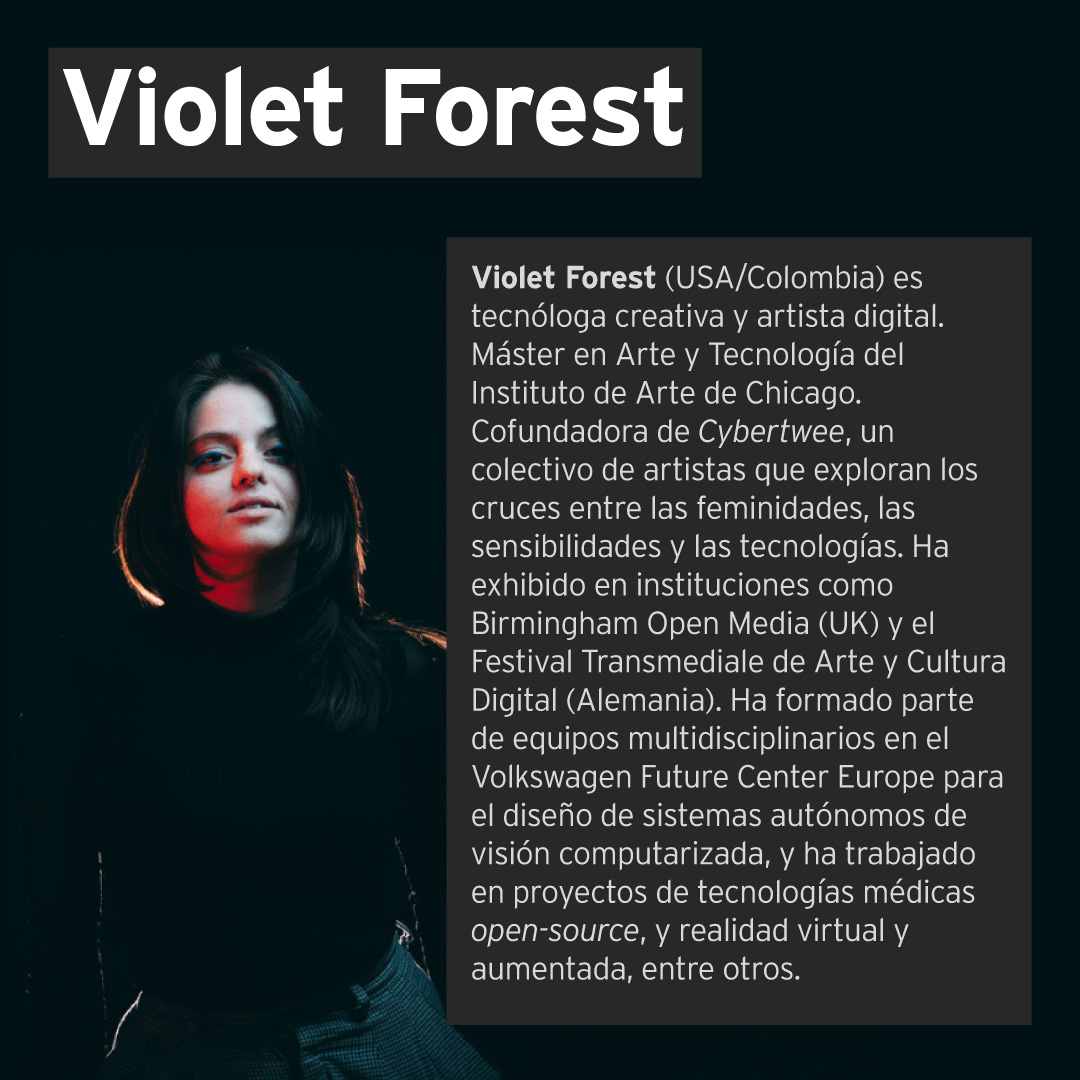 Violet Forest
Violet Forest (USA/Colombia) es
tecnóloga creativa y artista digital.
Máster en Arte y Tecnología del
Instituto de Arte de Chicago.
Cofundadora de Cybertwee, un
colectivo de artistas que exploran los
cruces entre las feminidades, las
sensibilidades y las tecnologías. Ha
exhibido en instituciones como
Birmingham Open Media (UK) y el
Festival Transmediale de Arte y Cultura
Digital (Alemania). Ha formado parte
de equipos multidisciplinarios en el
Volkswagen Future Center Europe para
el diseño de sistemas autónomos de
visión computarizada, y ha trabajado
en proyectos de tecnologías médicas
open-source, y realidad virtual y
aumentada, entre otros.